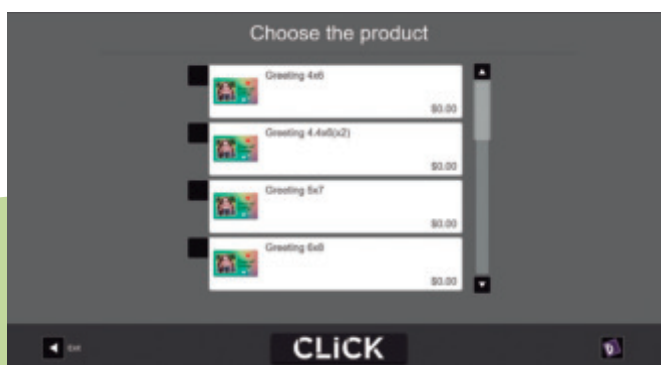 Choose the product
Greeting 4x6
$0.00
Greeting 4.4x6(x2)
$0.00
Greeting 5x7
$0.00
Greeting 6x8
$0.00
Exit
CLiCK